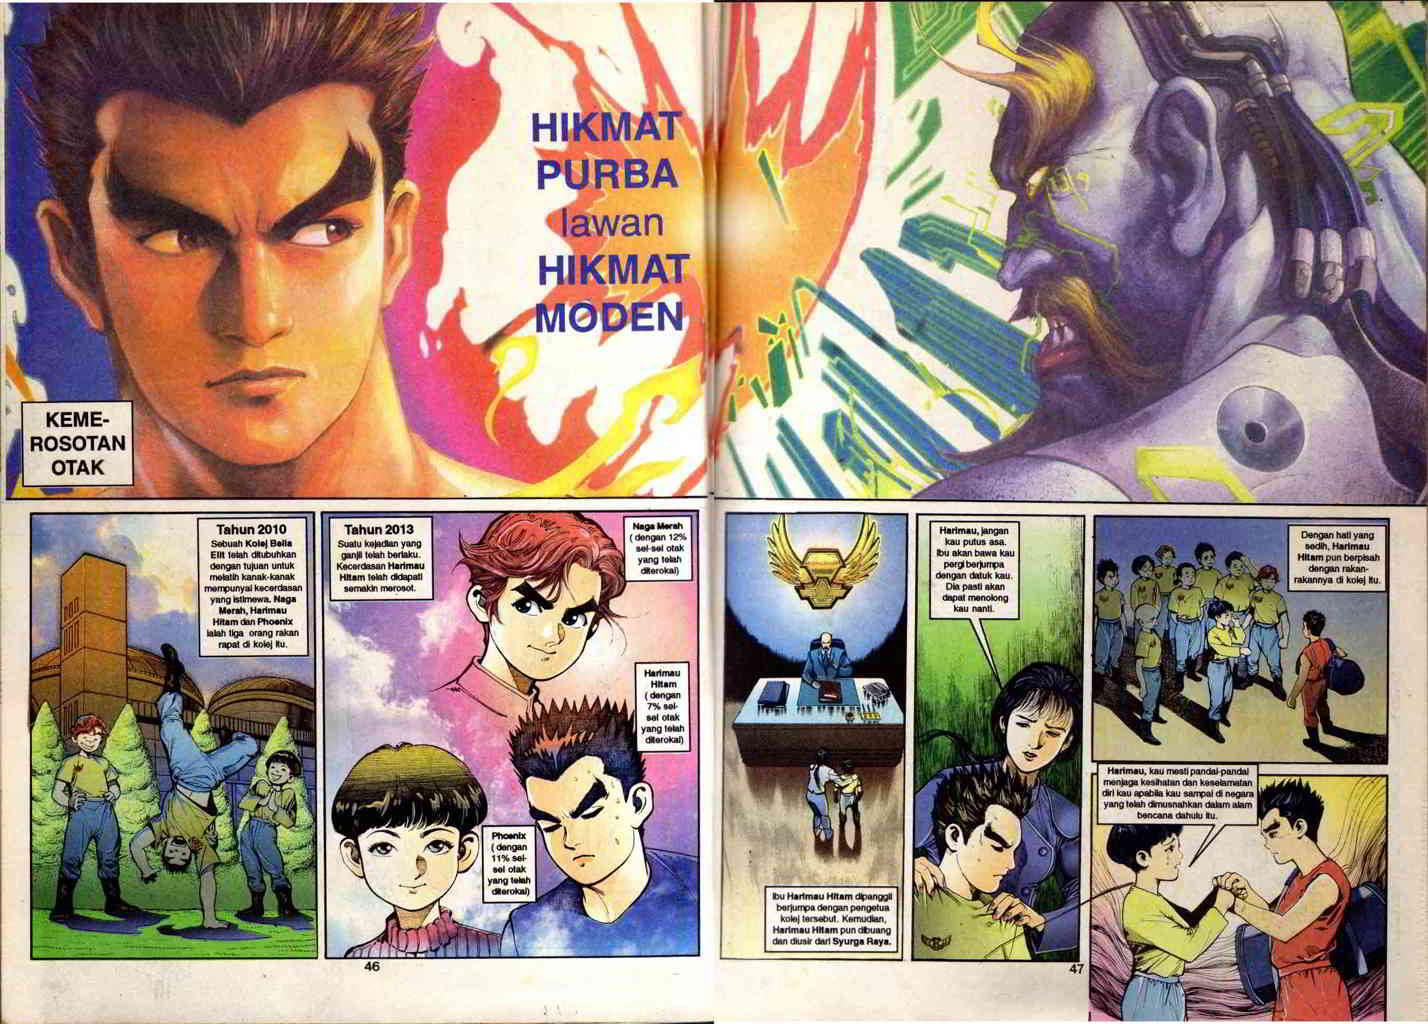 HIKMAT
PURBA
lawan
HIKMAT
MODEN
KEME-
ROSOTAN
OTAK
Tahun 2010
Sebuah Kolej Belia
Elit telah ditubuhkan
dengan tujuan untuk
melatih kanak-kanak
mempunyai kecerdasan
yang istimewa. Naga
Merah, Harimau
Hitam dan Phoenix
ialah tiga orang rakan
rapat di kolej itu.
Tahun 2013
Suatu kejadian yang
ganjil telah berlaku.
Kecerdasan Harimau
Hitam telah didapati
semakin merosot.
Naga Merah
( dengan 12%
sel-sel otak
yang telah
diterokai)
Harimau
Hitam
( dengan
7% sel-
sel otak
yang telah
diterokai)
Phoenix
( dengan
11% sel-
sel otak
yang telah
diterokai)
46
Ibu Harimau Hitam dipanggil
berjumpa dengan pengetua
kolej tersebut. Kemudian,
Harimau Hitam pun dibuang
dan diusir dari Syurga Raya.
Harimau, jangan
kau putus asa.
Ibu akan bawa kau
pergi berjumpa
dengan datuk kau.
Dia pasti akan
dapat menolong
kau nanti.
Dengan hati yang
sedih, Harimau
Hitam pun berpisah
dengan rakan-
rakannya di kolej itu.
Harimau, kau mesti pandai-pandai
menjaga kesihatan dan keselamatan
diri kau apabila kau sampai di negara
yang telah dimusnahkan dalam alam
bencana dahulu itu.
47